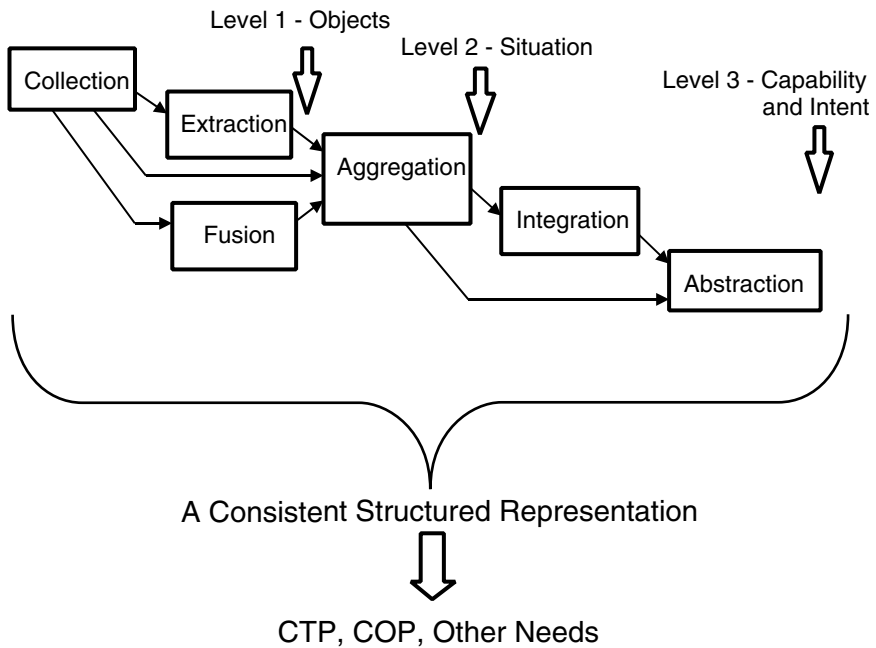 Level 1 - Objects
Level 2 - Situation
Level 3 - Capability
and Intent
Collection
Extraction
Aggregation
Fusion
Integration
Abstraction
A Consistent Structured Representation
CTP, COP, Other Needs